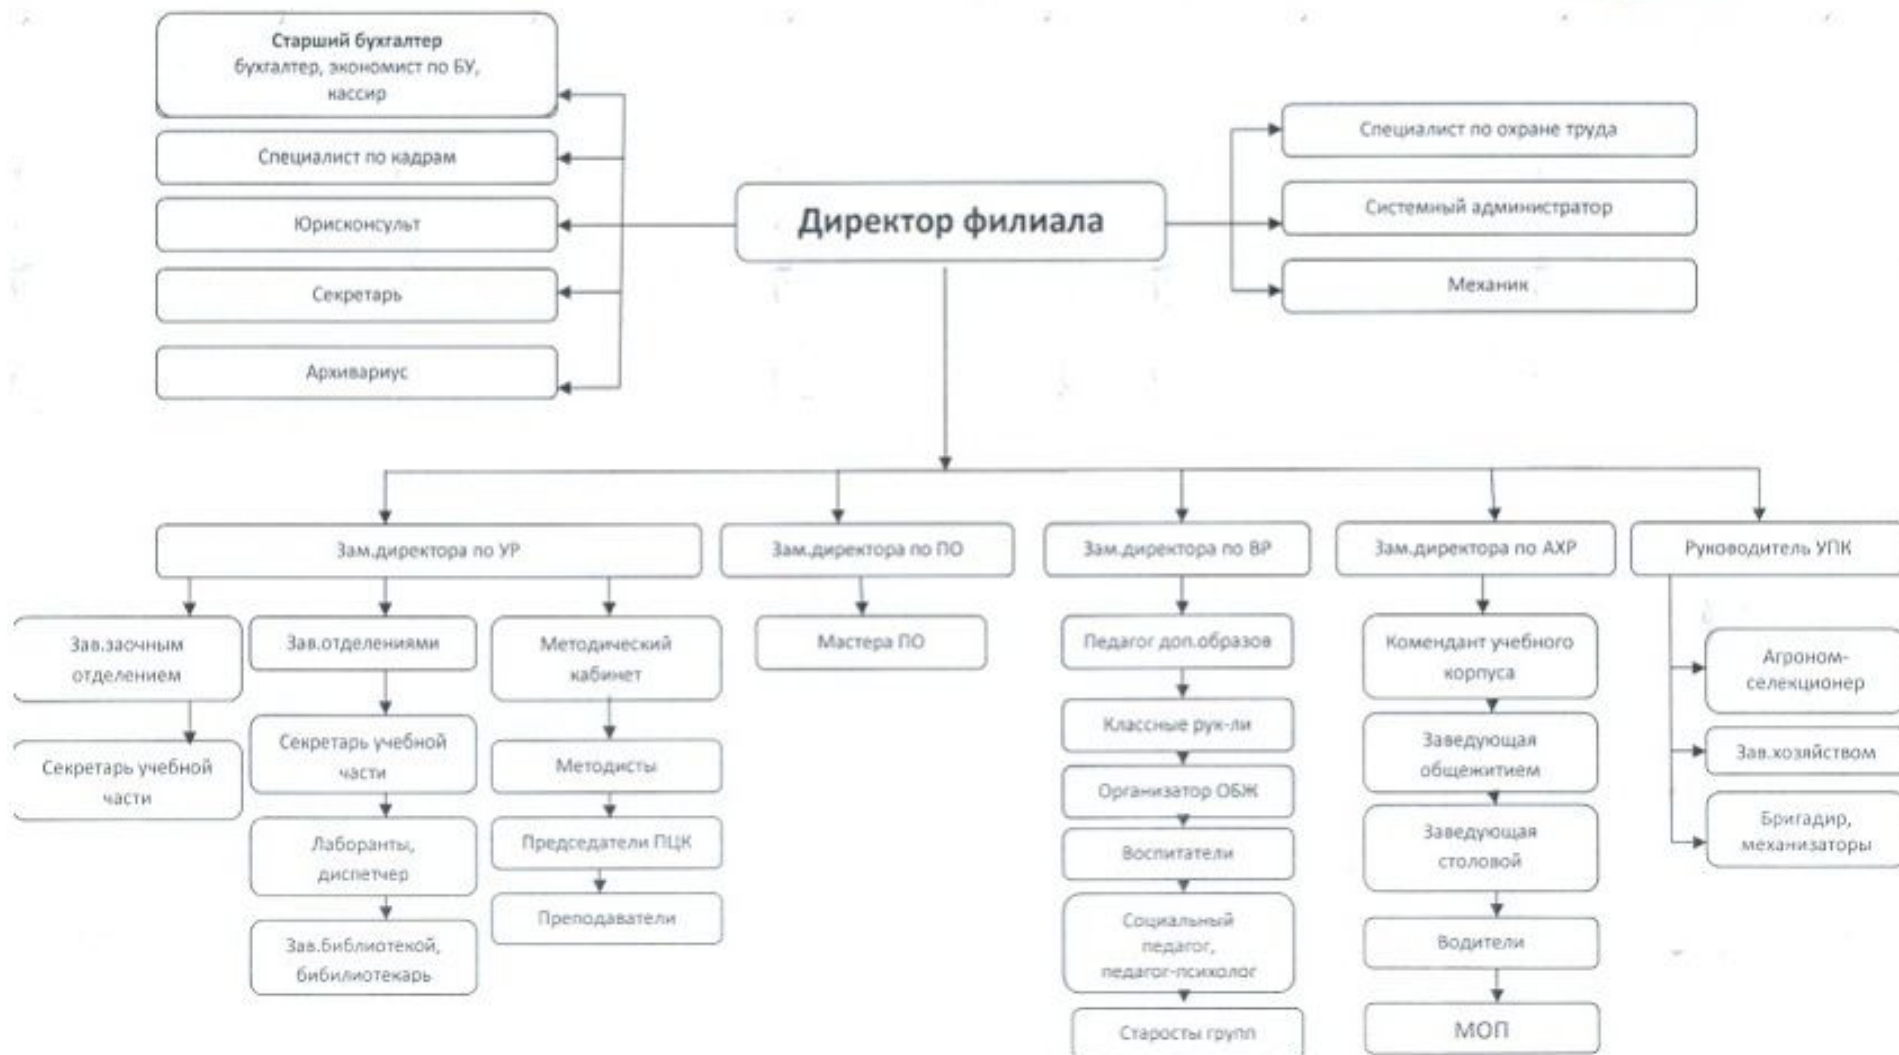 Старший бухгалтер
бухгалтер, экономист по БУ,
кассир
Специалист по кадрам
Юрисконсульт
Секретарь
Архивариус
Директор филиала
Специалист по охране труда
Системный администратор
Механик
Зам.директора по УР
Зам.директора по ПО
Зам.директора по ВР
Зам.директора по АХР
Руководитель УПК
Зав.заочным
отделением
Секретарь учебной
части
Зав.отделениями
Секретарь учебной
части
Лаборанты,
диспетчер
Зав.библиотекой,
бибилиотекарь
Методический
кабинет
Методисты
Председатели ПЦК
Преподаватели
Мастера ПО
Педагог доп.образов
Классные рук-ли
Организатор ОБЖ
Воспитатели
Социальный
педагог,
педагог-психолог
Старосты групп
Комендант учебного
корпуса
Заведующая
общежитием
Заведующая
столовой
Водители
МОП
Агроном-
селекционер
Зав.хозяйством
Бригадир,
механизаторы